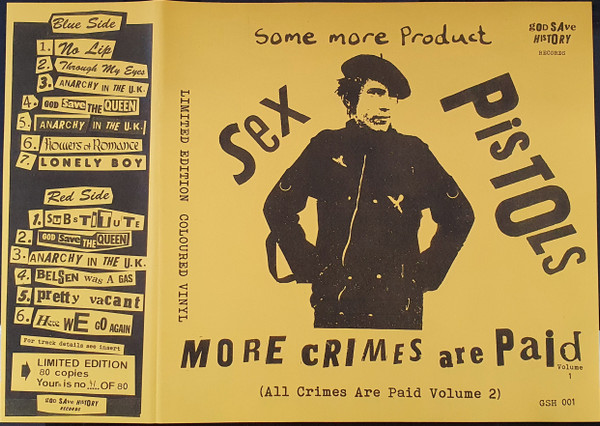 Blue Side
1. No Lip
2. Through My Eyes
3. ANARCHY IN THE U.K.
4. GOD Save THE QUEEN
5. ANARCHY IN THE U.K.
6. Flowers of Romance
7. LONELY BOY
Red Side
1. SUBSTITUTE
2. GOD Save THE QUEEN
3. ANARCHY IN THE U.K.
4. BELSEN was A GAS
5. pretty vacant
6. Here WE GO AGAIN
For track details see insert
LIMITED EDITION
80 copies
Yours is no OF 80
GOD SAve HISTORY
RECORDS
LIMITED EDITION COLOURED VINYL
Some more Product
gOD SAve
HISTORY
RECORDS
Sex
PiSTOLS
MORE CRIMES are Paid
Volume
1
(All Crimes Are Paid Volume 2)
GSH 001